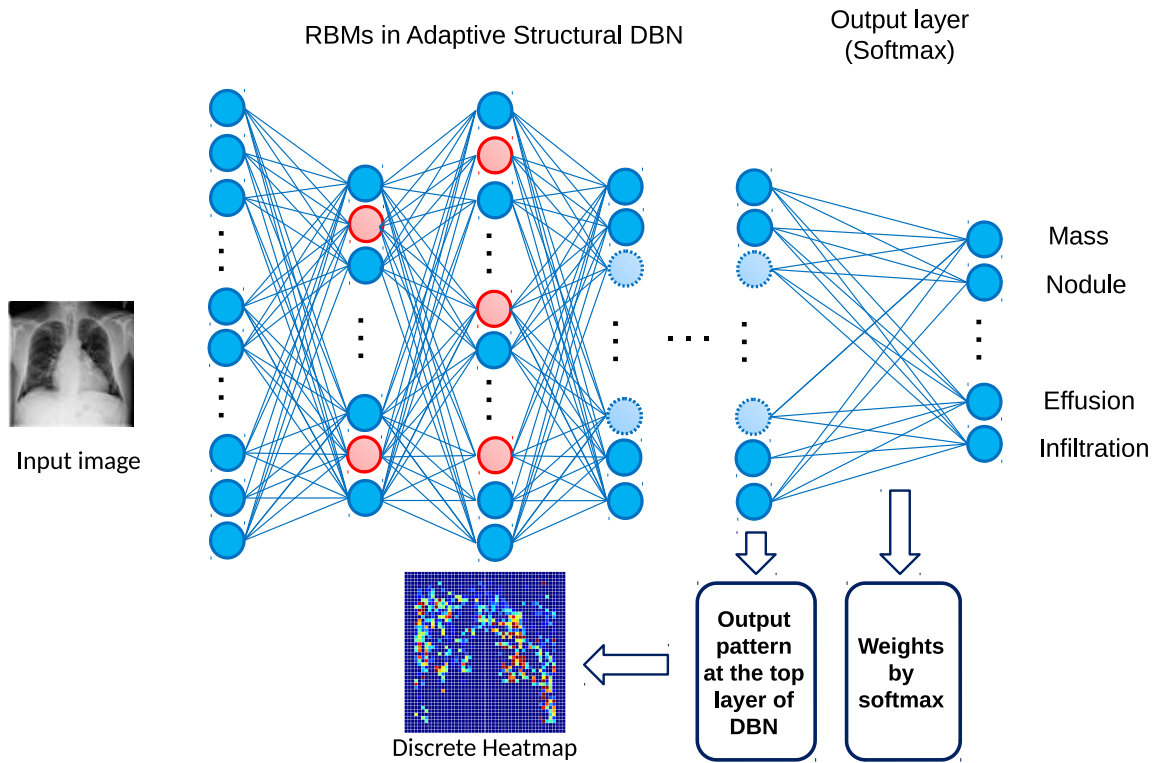 RBMs in Adaptive Structural DBN
Output layer
(Softmax)
Mass
Nodule
Effusion
Infiltration
Input image
Output
pattern
at the top
layer of
DBN
Weights
by
softmax
Discrete Heatmap